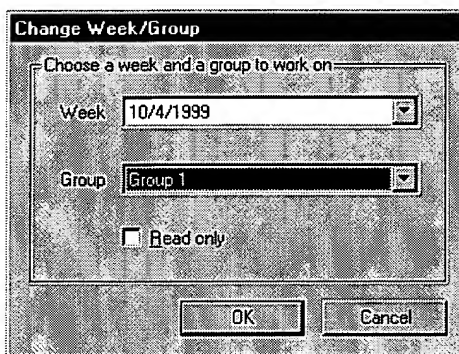 Change Week/Group
Choose a week and a group to work on
Week 10/4/1999
Group Group 1
Read only
OK Cancel